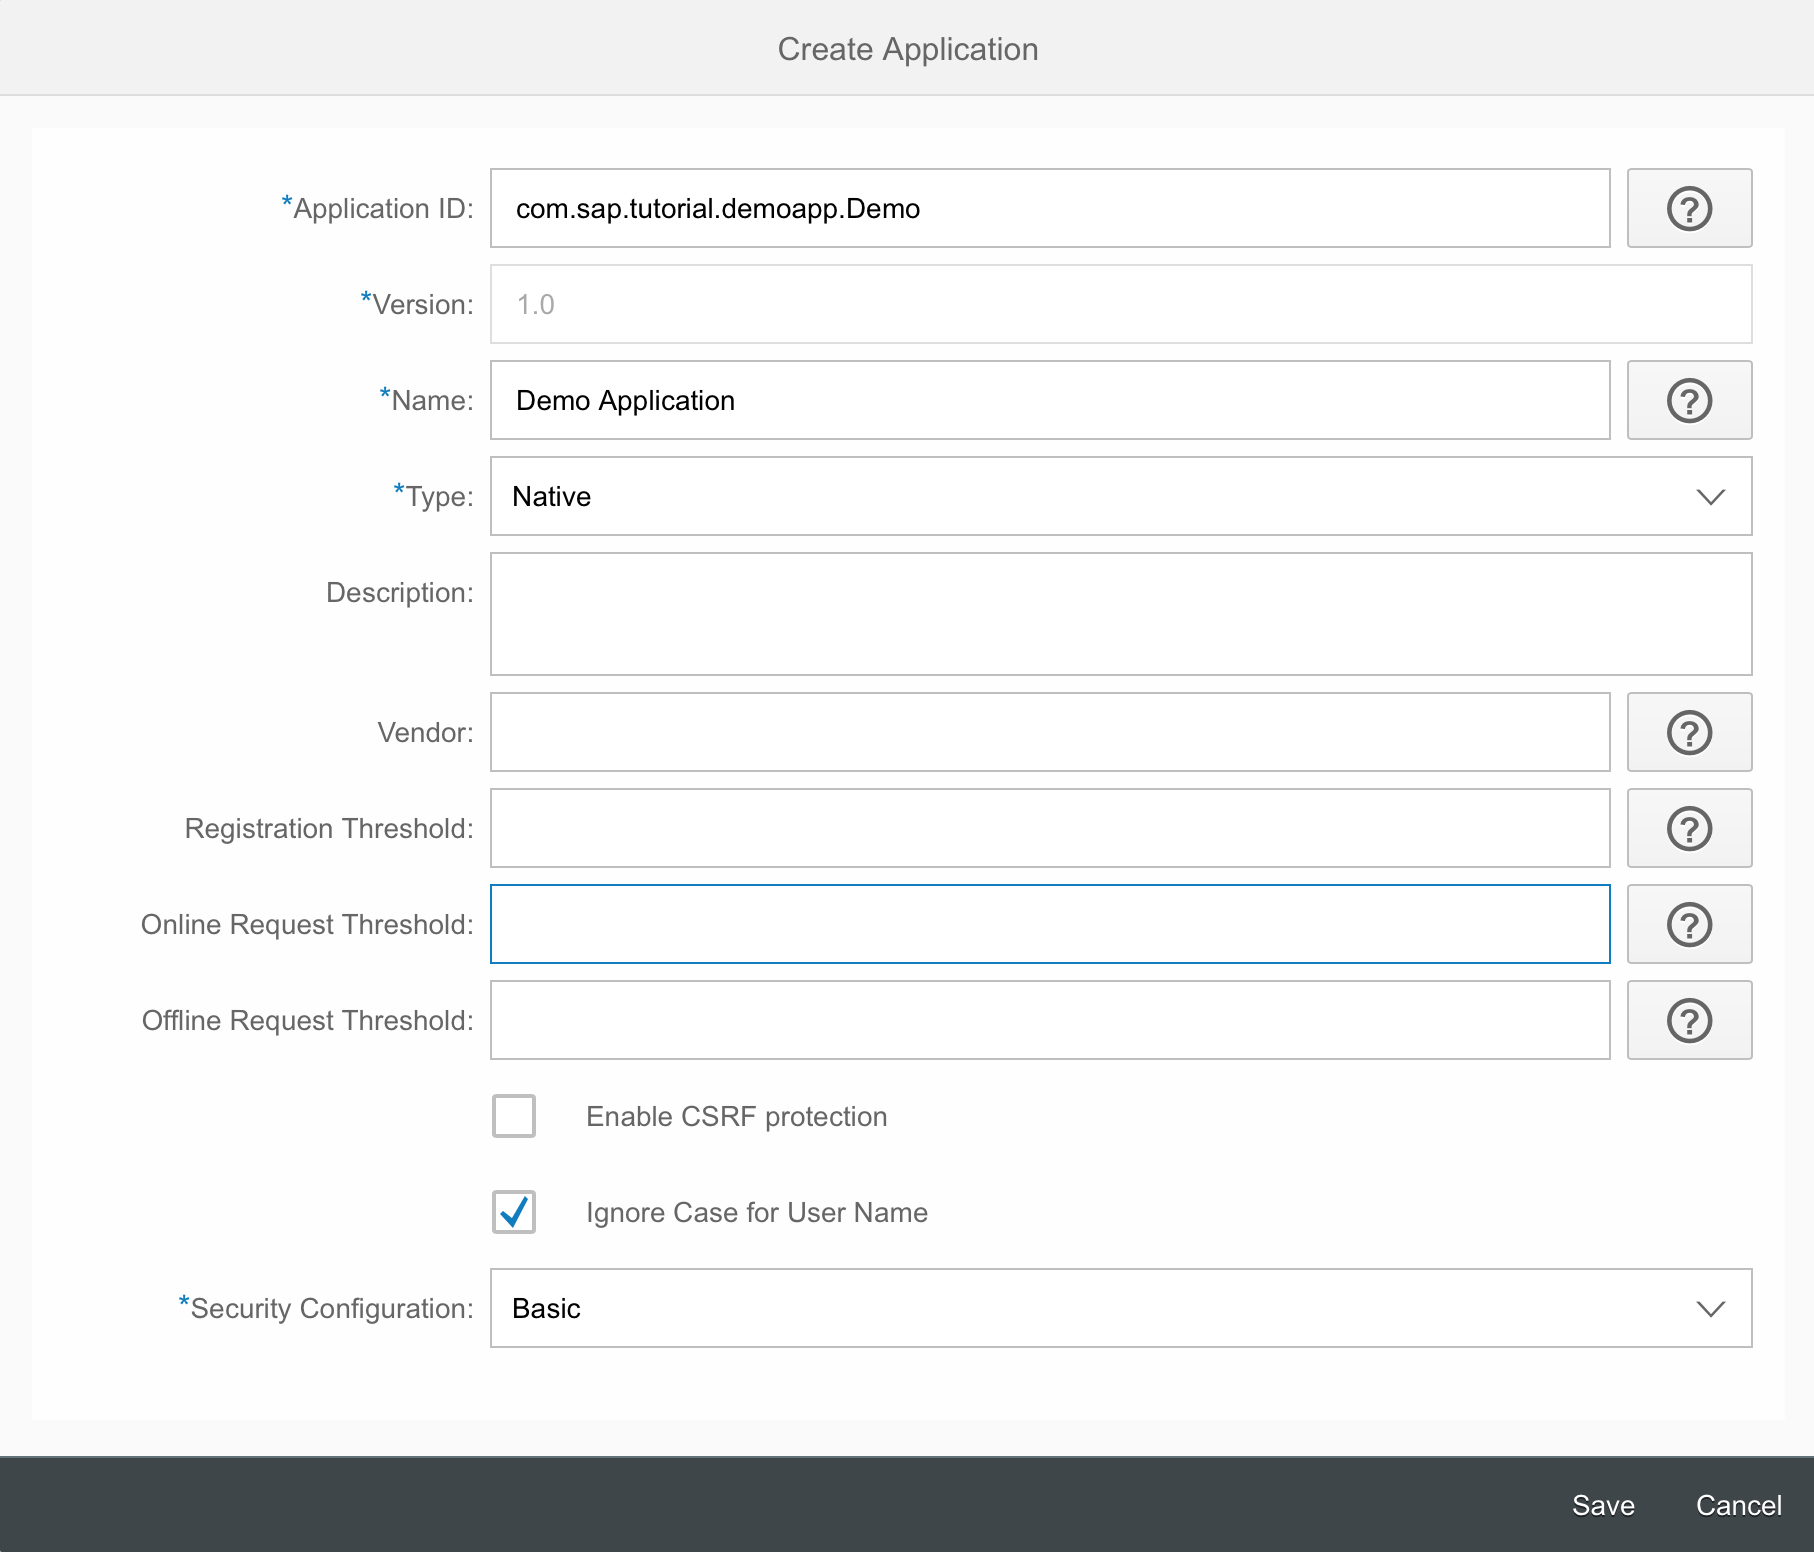 Create Application
*Application ID: com.sap.tutorial.demoapp.Demo ?
*Version: 1.0
*Name: Demo Application ?
*Type: Native
Description:
Vendor: ?
Registration Threshold: ?
Online Request Threshold: ?
Offline Request Threshold: ?
Enable CSRF protection
Ignore Case for User Name
*Security Configuration: Basic
Save Cancel